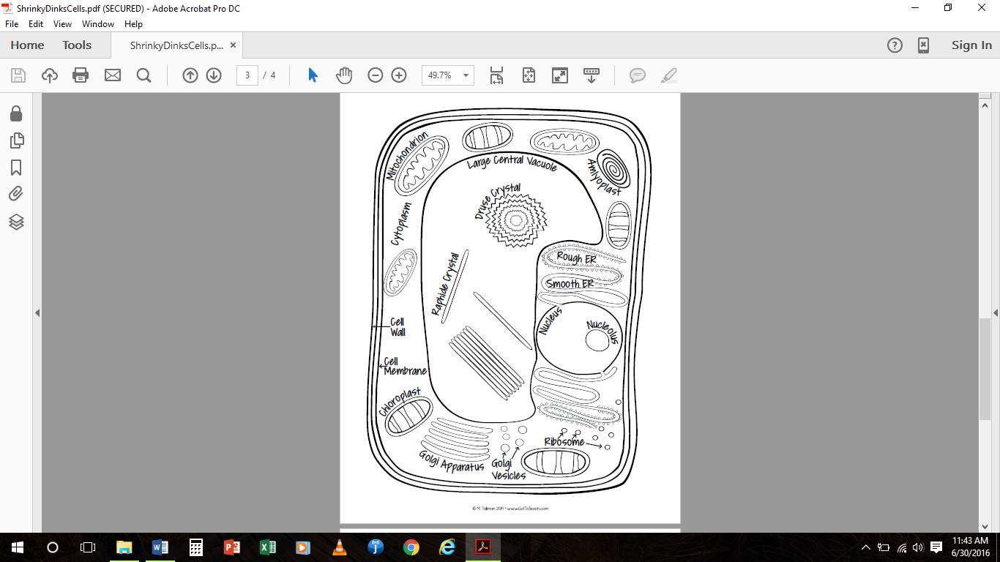 ShrinkyDinksCells.pdf (SECURED) - Adobe Acrobat Pro DC
File Edit View Window Help
Home Tools ShrinkyDinksCells.p... × ? Sign In
3 / 4 49.7%
Mitochondrion
Large Central Vacuole
Amlyoplast
Druse Crystal
Cytoplasm
Rough ER
Raphide Crystal
Smooth ER
Nucleus
Nucleolus
Cell
Wall
Cell
Membrane
Chloroplast
Ribosome
Golgi Apparatus
Golgi
Vesicles
© M. Tallman 2014 • www.GotToTeach.com
11:43 AM
6/30/2016